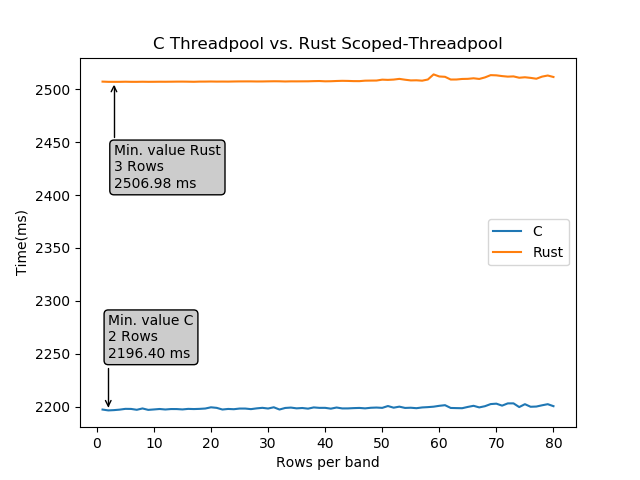 C Threadpool vs. Rust Scoped-Threadpool
Time(ms)
2500
2450
2400
2350
2300
2250
2200
Min. value Rust
3 Rows
2506.98 ms
C
Rust
Min. value C
2 Rows
2196.40 ms
0 10 20 30 40 50 60 70 80
Rows per band